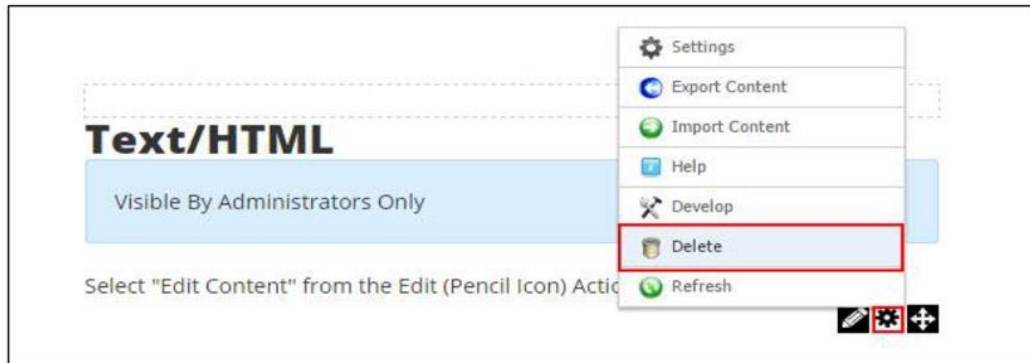 Settings
Export Content
Import Content
Text/HTML
Help
Visible By Administrators Only
Develop
Delete
Select "Edit Content" from the Edit (Pencil Icon) Actio
Refresh